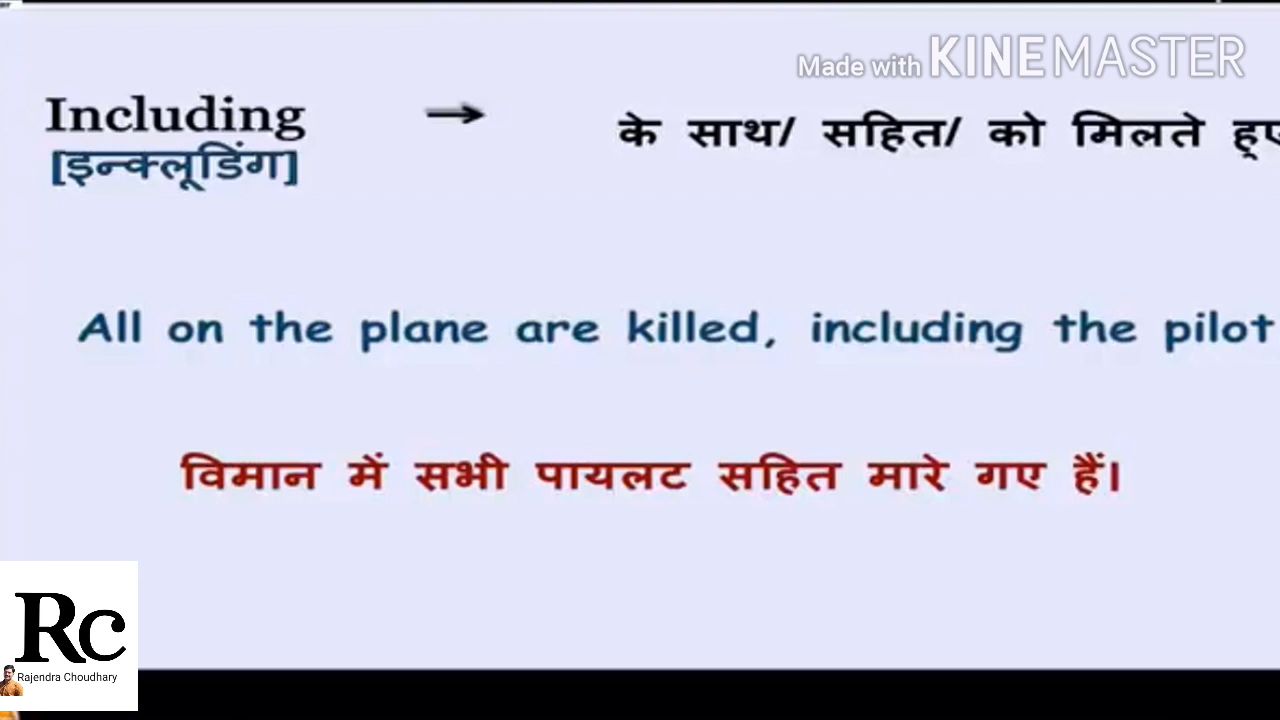 Made with KINEMASTER
Including → के साथ/ सहित/ को मिलते हुए
[इन्क्लूडिंग]
All on the plane are killed, including the pilot
विमान में सभी पायलट सहित मारे गए हैं।
Rc
Rajendra Choudhary